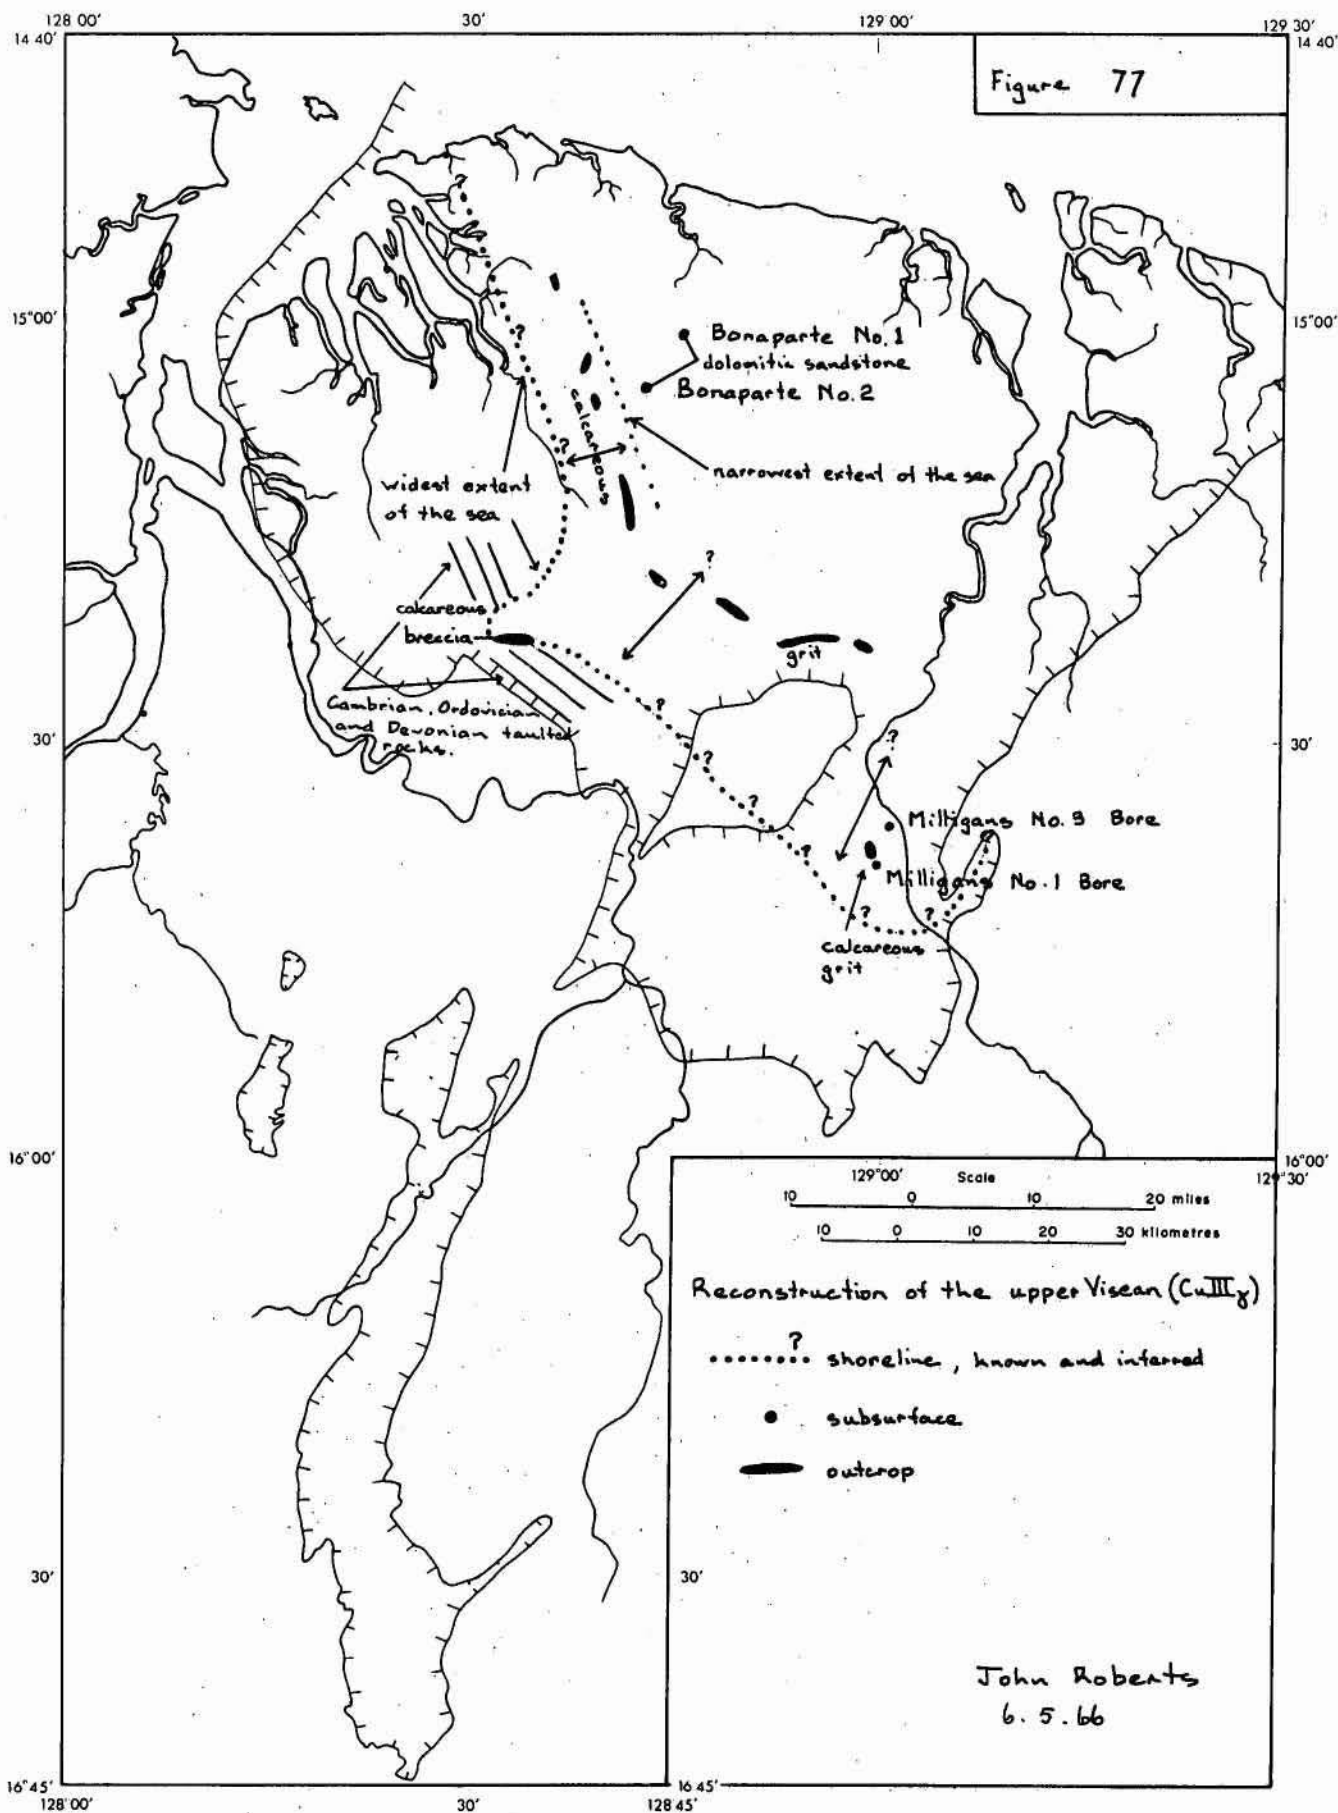 128 00′
30′
129 00′
129 30′
14 40′
14 40′
Figure 77
15°00′
15°00′
Bonaparte No.1
dolomitic sandstone
Bonaparte No.2
calcareous
narrowest extent of the sea
widest extent
of the sea
?
?
?
calcareous
breccia
grit
Cambrian, Ordovician
and Devonian faulted
rocks.
30′
30′
?
?
?
?
?
Milligans No.3 Bore
Milligans No.1 Bore
?
?
calcareous
grit
16°00′
16°00′
129°00′
129°30′
Scale
10 0 10 20 miles
10 0 10 20 30 kilometres
Reconstruction of the upper Visean (CuIIIγ)
?
shoreline, known and inferred
subsurface
outcrop
30′
30′
John Roberts
6.5.66
16°45′
16 45′
128°00′
30′
128°45′